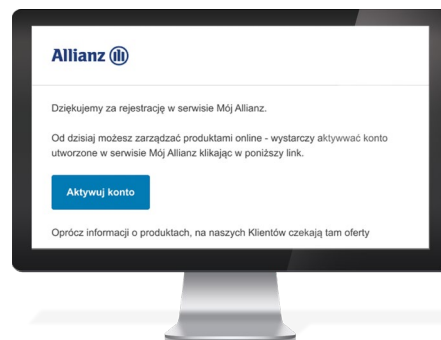 Allianz
Dziękujemy za rejestrację w serwisie Mój Allianz.
Od dzisiaj możesz zarządzać produktami online - wystarczy aktywwać konto
utworzone w serwisie Mój Allianz klikając w poniższy link.
Aktywuj konto
Oprócz informacji o produktach, na naszych Klientów czekają tam oferty